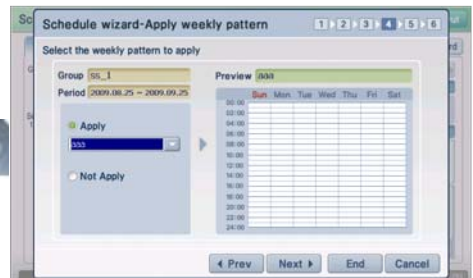 Schedule wizard-Apply weekly pattern
1 2 3 4 5 6
Select the weekly pattern to apply
Group ss_1
Period 2009.08.25 ~ 2009.09.25
Apply
aaa
Not Apply
Preview aaa
Sun Mon Tue Wed Thu Fri Sat
00:00
02:00
04:00
06:00
08:00
10:00
12:00
14:00
16:00
18:00
20:00
22:00
24:00
Prev Next End Cancel